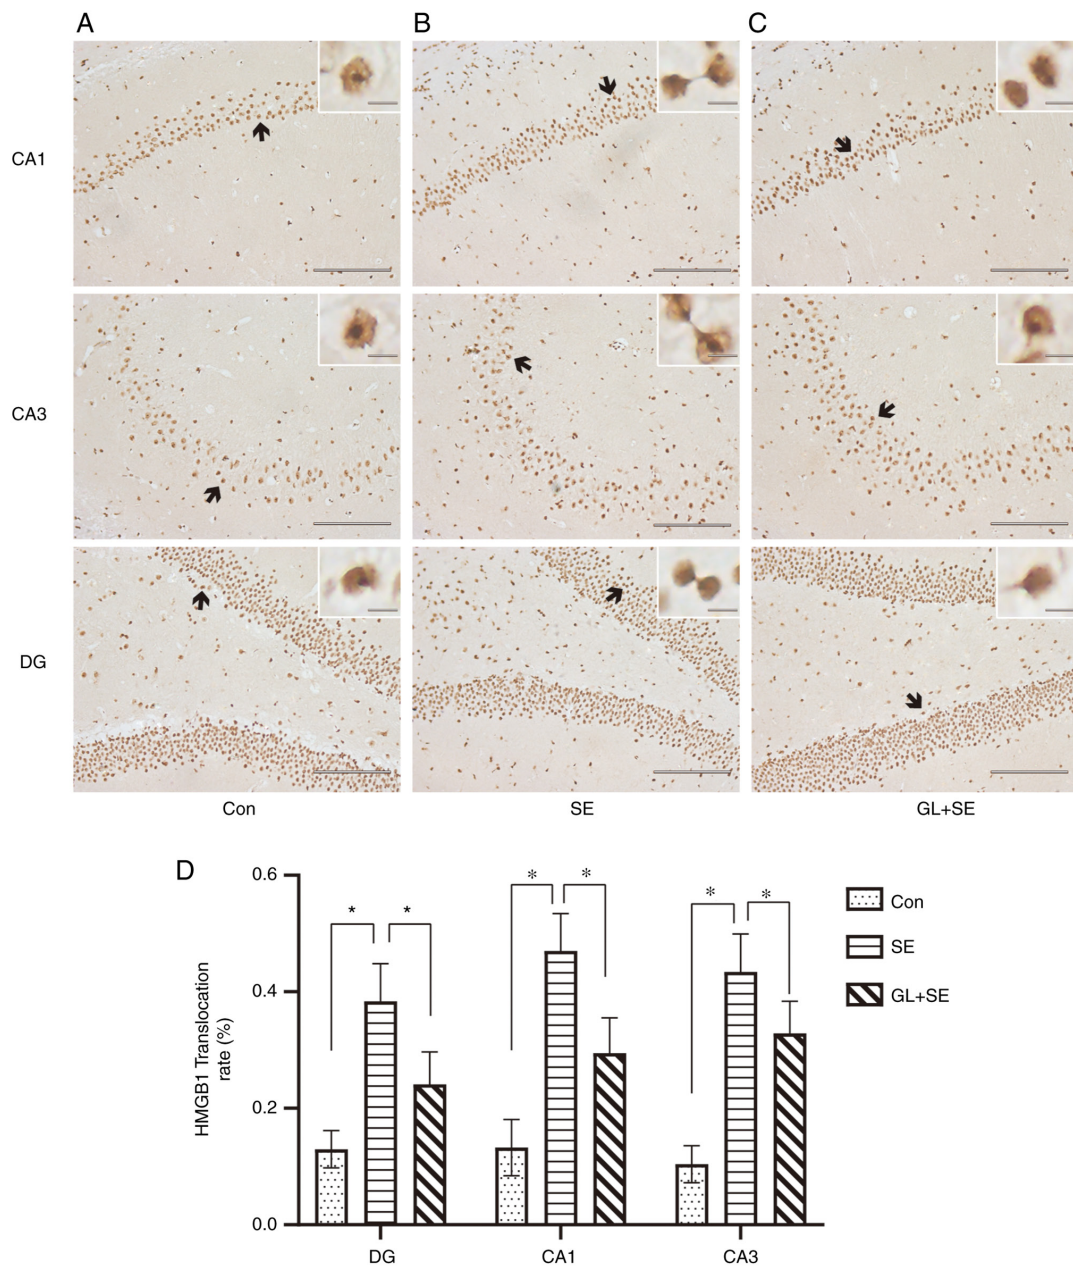 A B C
CA1
CA3
DG
Con SE GL+SE
D
0.6
0.4
0.2
0.0
HMGB1 Translocation
rate (%)
* * * * * *
DG CA1 CA3
Con
SE
GL+SE